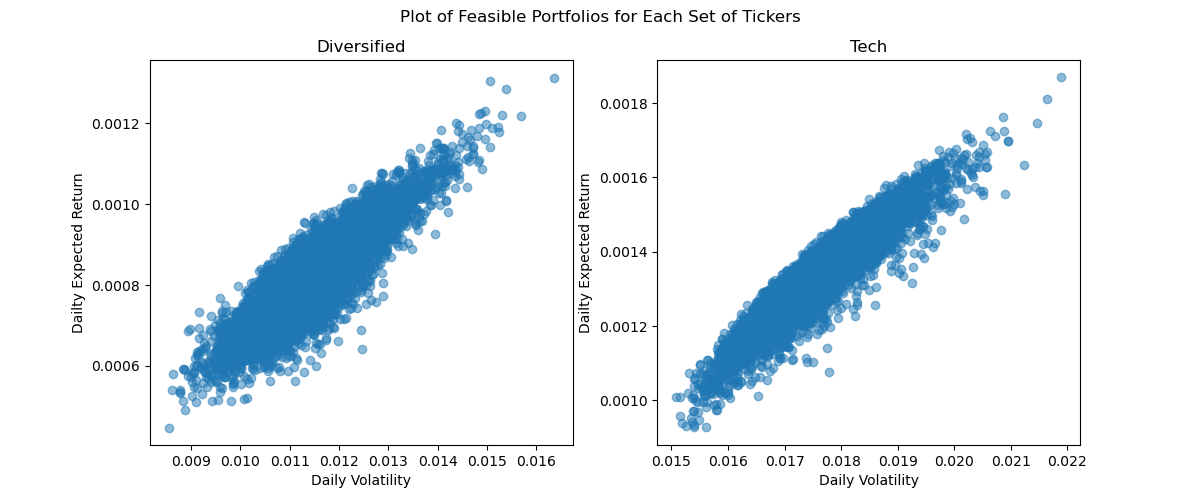 Plot of Feasible Portfolios for Each Set of Tickers
Diversified
Dailty Expected Return
0.0012
0.0010
0.0008
0.0006
0.009 0.010 0.011 0.012 0.013 0.014 0.015 0.016
Daily Volatility
Tech
Dailty Expected Return
0.0018
0.0016
0.0014
0.0012
0.0010
0.015 0.016 0.017 0.018 0.019 0.020 0.021 0.022
Daily Volatility